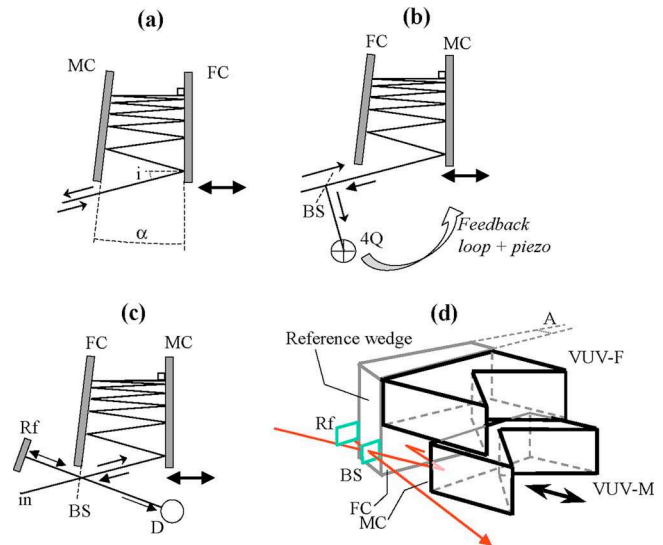 (a)
MC
FC
i
α
(b)
FC
MC
BS
4Q
Feedback
loop + piezo
(c)
FC
MC
Rf
in
BS
D
(d)
A
Reference wedge
VUV-F
Rf
BS
FC
MC
VUV-M